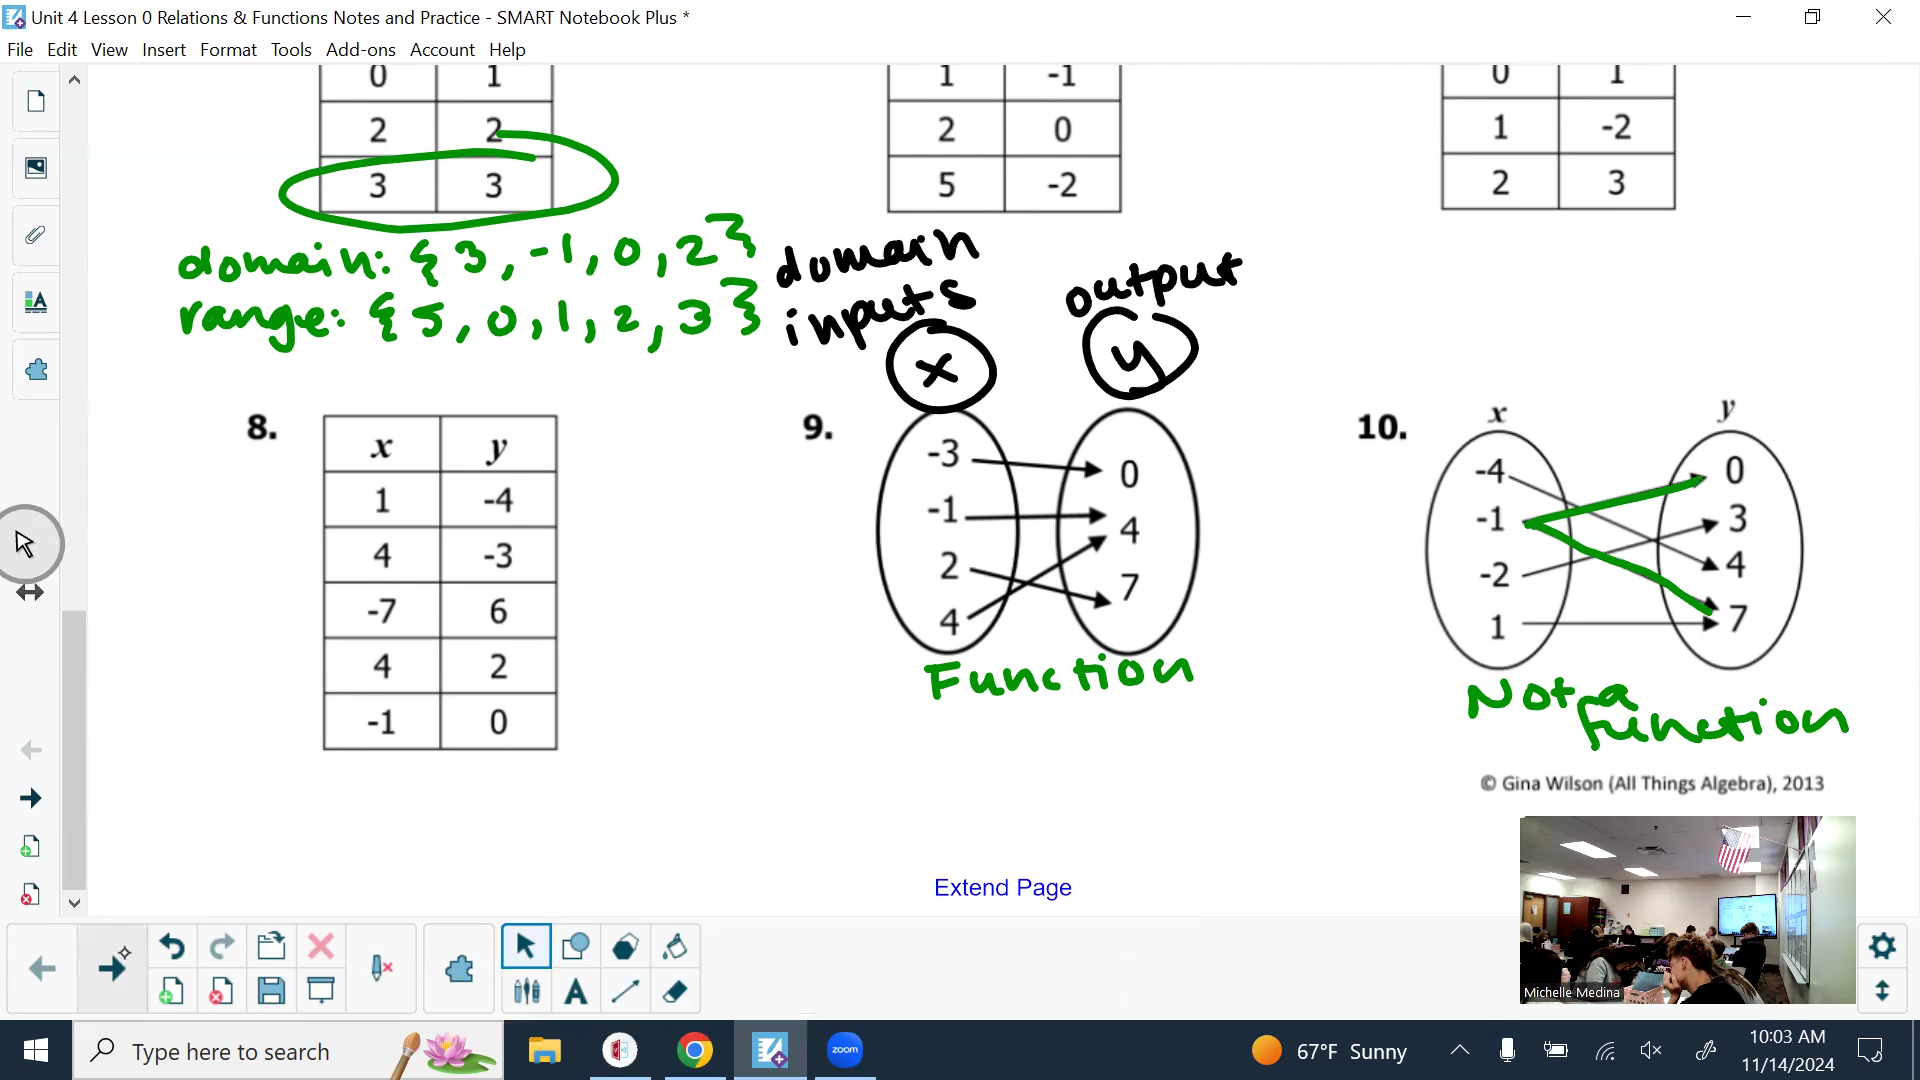 Unit 4 Lesson 0 Relations & Functions Notes and Practice - SMART Notebook Plus *
File Edit View Insert Format Tools Add-ons Account Help
0 1
2 2
3 3
1 -1
2 0
5 -2
0 1
1 -2
2 3
domain: {3, -1, 0, 2}
range: {5, 0, 1, 2, 3}
domain
inputs
x
output
y
8.
x y
1 -4
4 -3
-7 6
4 2
-1 0
9.
-3 0
-1 4
2 7
4
Function
10.
x y
-4 0
-1 3
-2 4
1 7
Not a
function
© Gina Wilson (All Things Algebra), 2013
Extend Page
Michelle Medina
Type here to search
zoom
67°F Sunny
10:03 AM
11/14/2024